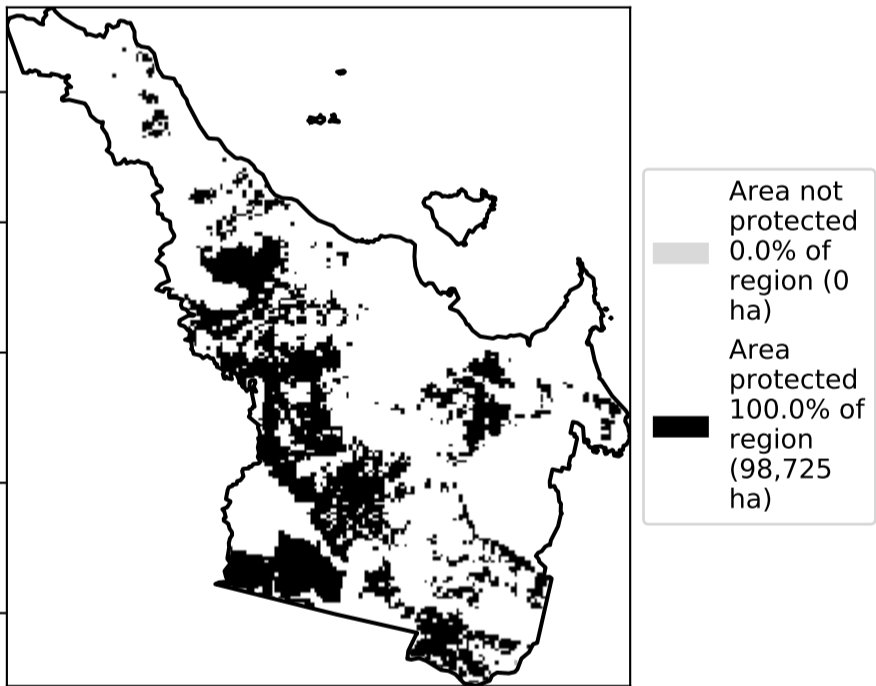 Area not
protected
0.0% of
region (0
ha)
Area
protected
100.0% of
region
(98,725
ha)